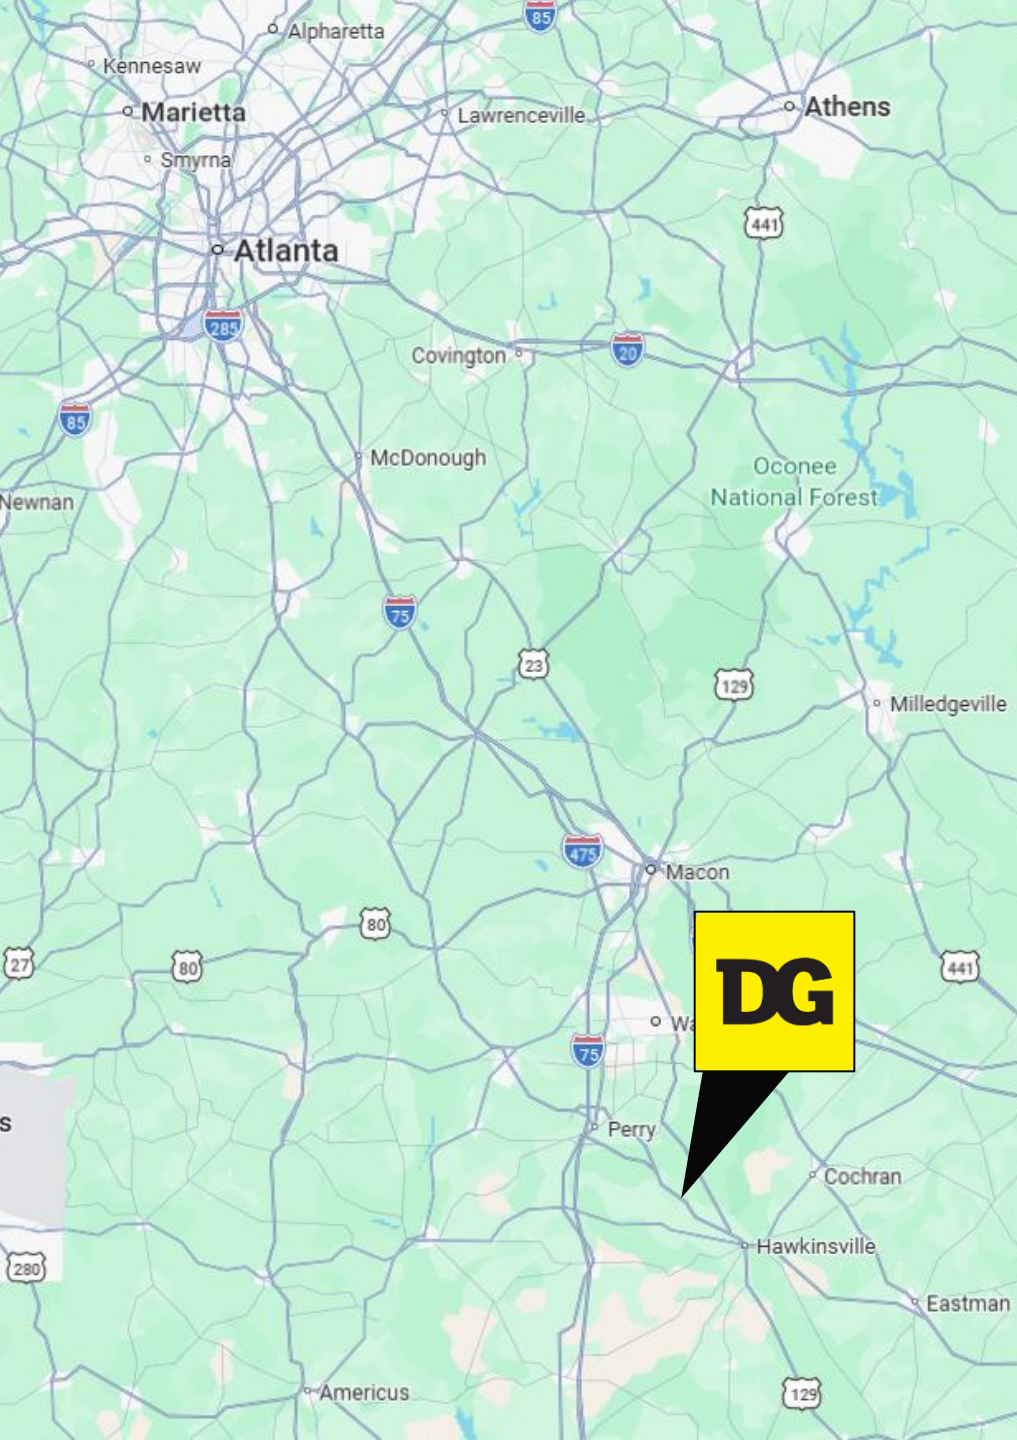 85
Alpharetta
Kennesaw
Marietta
Lawrenceville
Athens
Smyrna
441
Atlanta
285
Covington
20
85
McDonough
Oconee
National Forest
Newnan
75
23
129
Milledgeville
475
Macon
80
27
80
441
DG
Wa
75
s
Perry
Cochran
Hawkinsville
280
Eastman
Americus
129